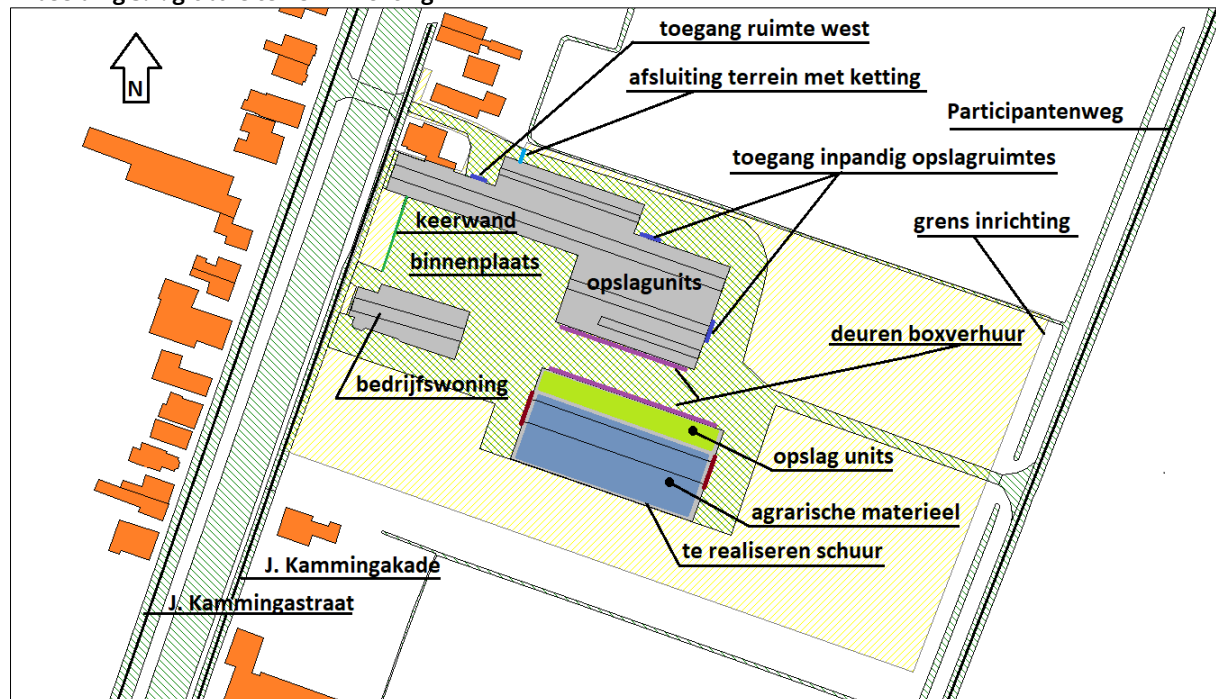 toegang ruimte west
afsluiting terrein met ketting
N
Participantenweg
toegang inpandig opslagruimtes
grens inrichting
keerwand
binnenplaats
opslagunits
deuren boxverhuur
bedrijfswoning
opslag units
agrarische materieel
te realiseren schuur
J. Kammingakade
J. Kammingastraat